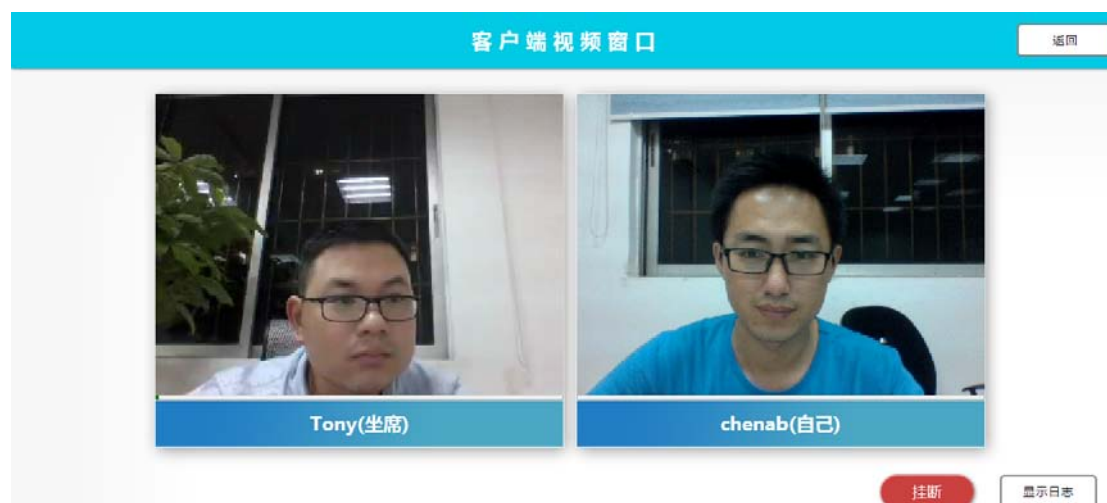 客户端视频窗口
返回
Tony(坐席)
chenab(自己)
挂断
显示日志